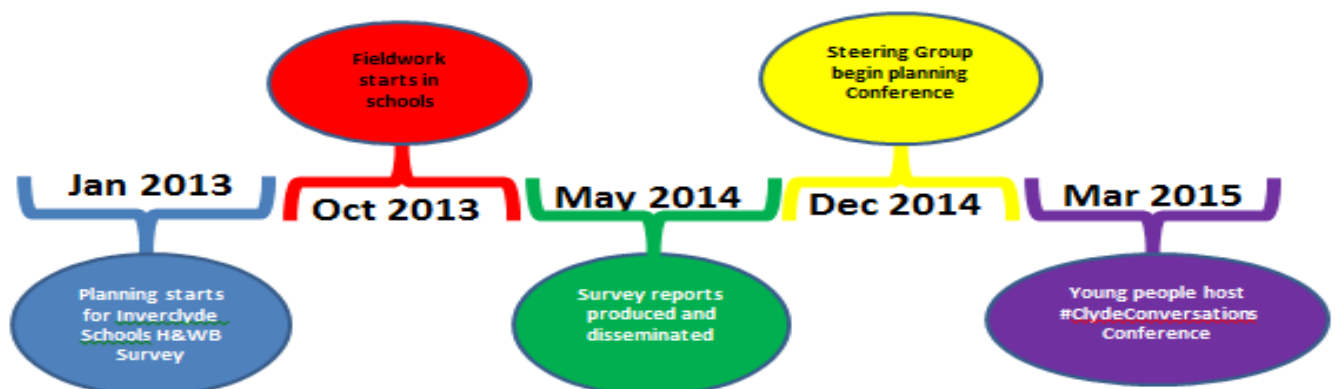 Fieldwork
starts in
schools
Steering Group
begin planning
Conference
Jan 2013
Oct 2013
May 2014
Dec 2014
Mar 2015
Planning starts
for Inverclyde
Schools H&WB
Survey
Survey reports
produced and
disseminated
Young people host
#ClydeConversations
Conference